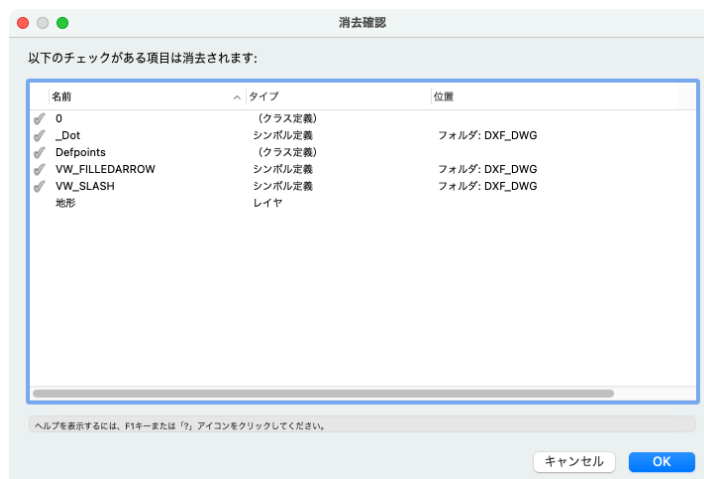 消去確認
以下のチェックがある項目は消去されます:
名前 タイプ 位置
0 (クラス定義)
_Dot シンボル定義 フォルダ: DXF_DWG
Defpoints (クラス定義)
VW_FILLEDARROW シンボル定義 フォルダ: DXF_DWG
VW_SLASH シンボル定義 フォルダ: DXF_DWG
地形 レイヤ
ヘルプを表示するには、F1キーまたは「?」アイコンをクリックしてください。
キャンセル OK